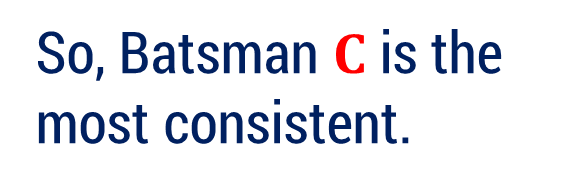 So, Batsman C is the
most consistent.